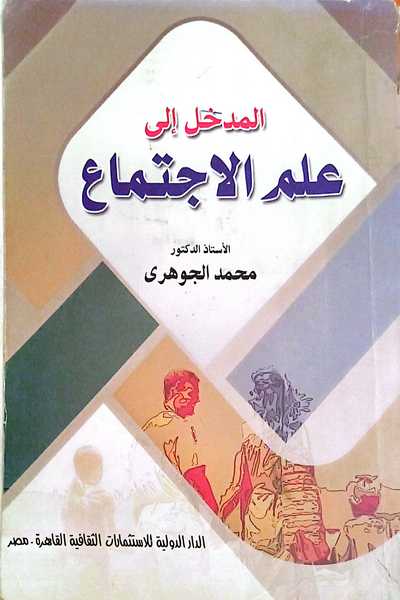 المدخل إلى
علم الاجتماع
الأستاذ الدكتور
محمد الجوهرى
الدار الدولية للاستثمارات الثقافية القاهرة - مصر